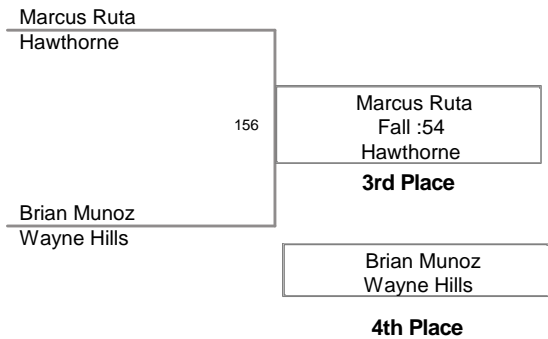 Marcus Ruta
Hawthorne
156
Marcus Ruta
Fall :54
Hawthorne
3rd Place
Brian Munoz
Wayne Hills
Brian Munoz
Wayne Hills
4th Place